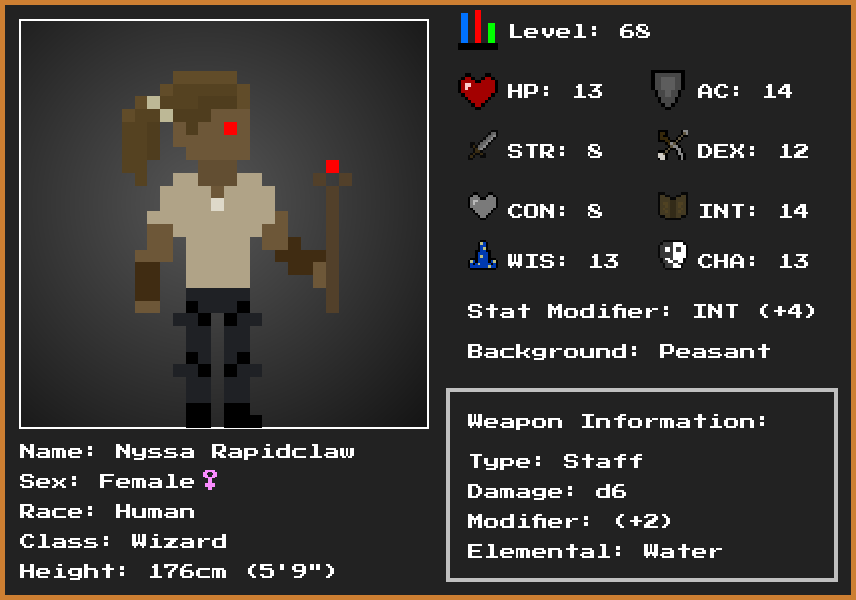 Level: 68
HP: 13 AC: 14
STR: 8 DEX: 12
CON: 8 INT: 14
WIS: 13 CHA: 13
Stat Modifier: INT (+4)
Background: Peasant
Weapon Information:
Type: Staff
Damage: d6
Modifier: (+2)
Elemental: Water
Name: Nyssa Rapidclaw
Sex: Female♀
Race: Human
Class: Wizard
Height: 176cm (5'9")